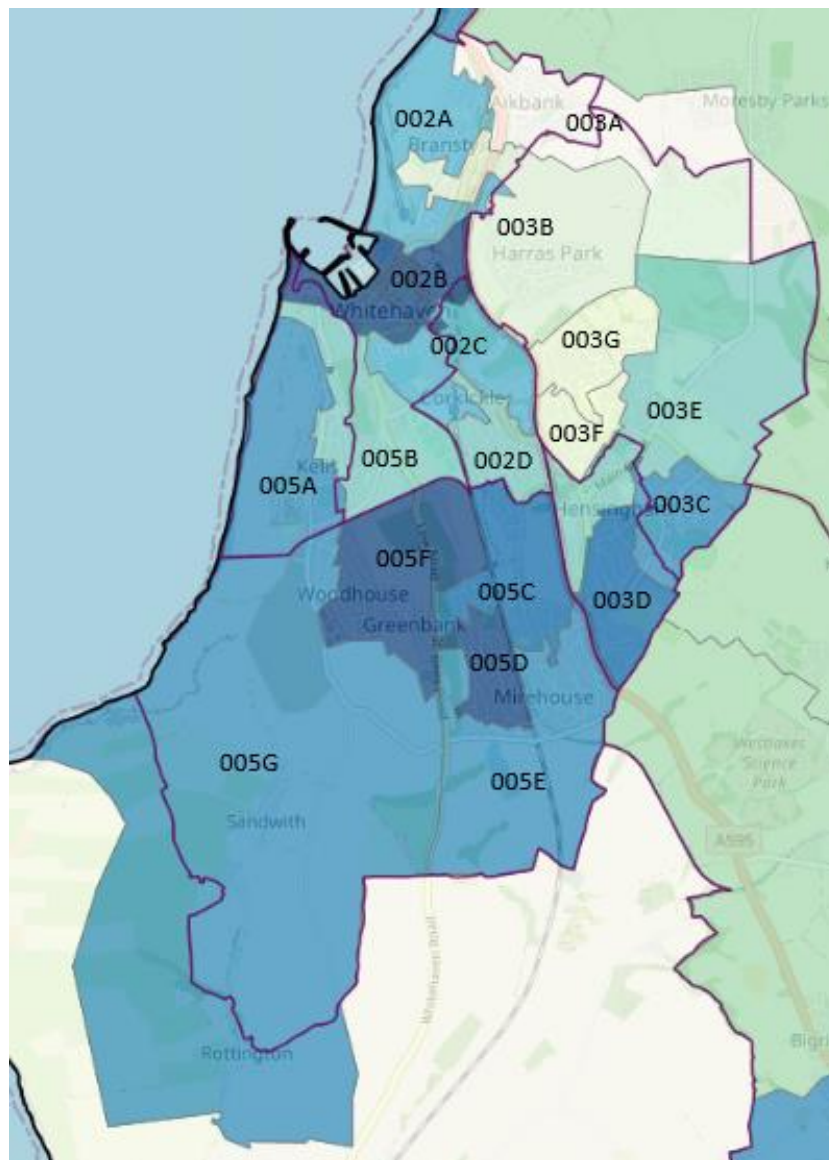 Aikbank
Moresby Parks
002A
003A
Bransty
003B
Harras Park
002B
Whitehaven
003G
002C
Corkickle
003E
003F
005B
002D
Kells
005A
003C
Hensingham
005F
005C
Woodhouse
003D
Greenbank
005D
Mirehouse
Westlakes
Science
Park
005G
005E
Sandwith
A595
Whitehaven Road
Rottington
Bigri